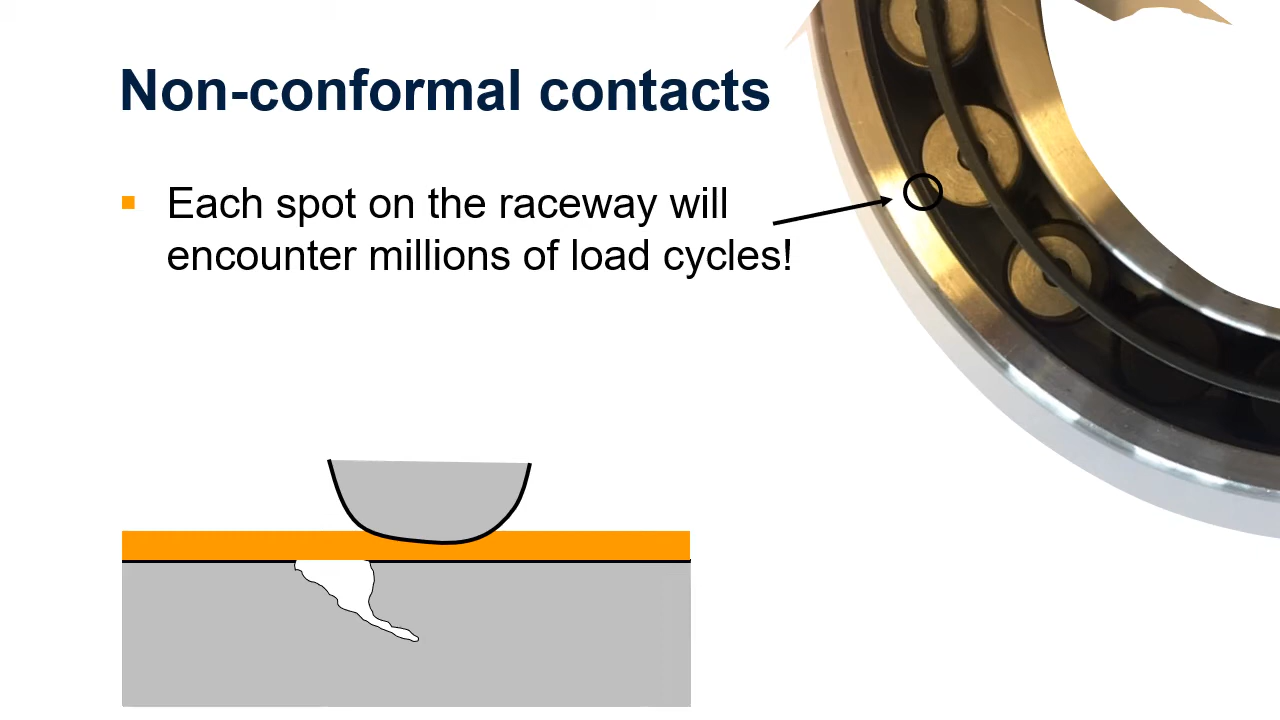 Non-conformal contacts
Each spot on the raceway will
encounter millions of load cycles!